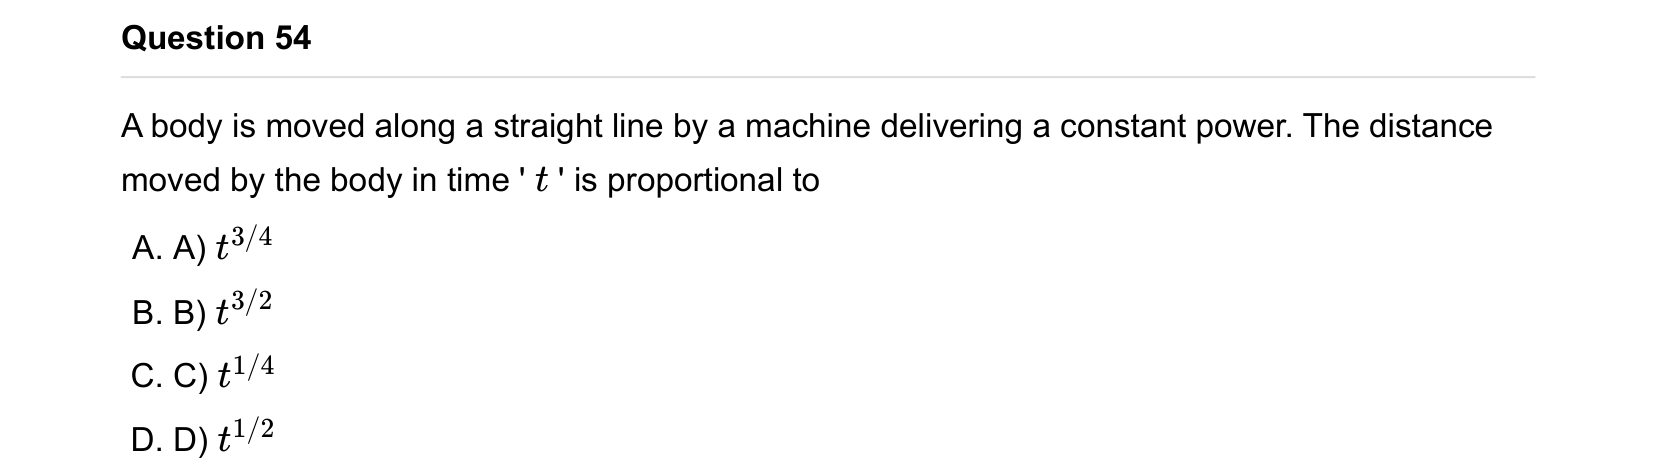 Question 54
A body is moved along a straight line by a machine delivering a constant power. The distance
moved by the body in time ' t ' is proportional to
A. A) t^{3/4}
B. B) t^{3/2}
C. C) t^{1/4}
D. D) t^{1/2}